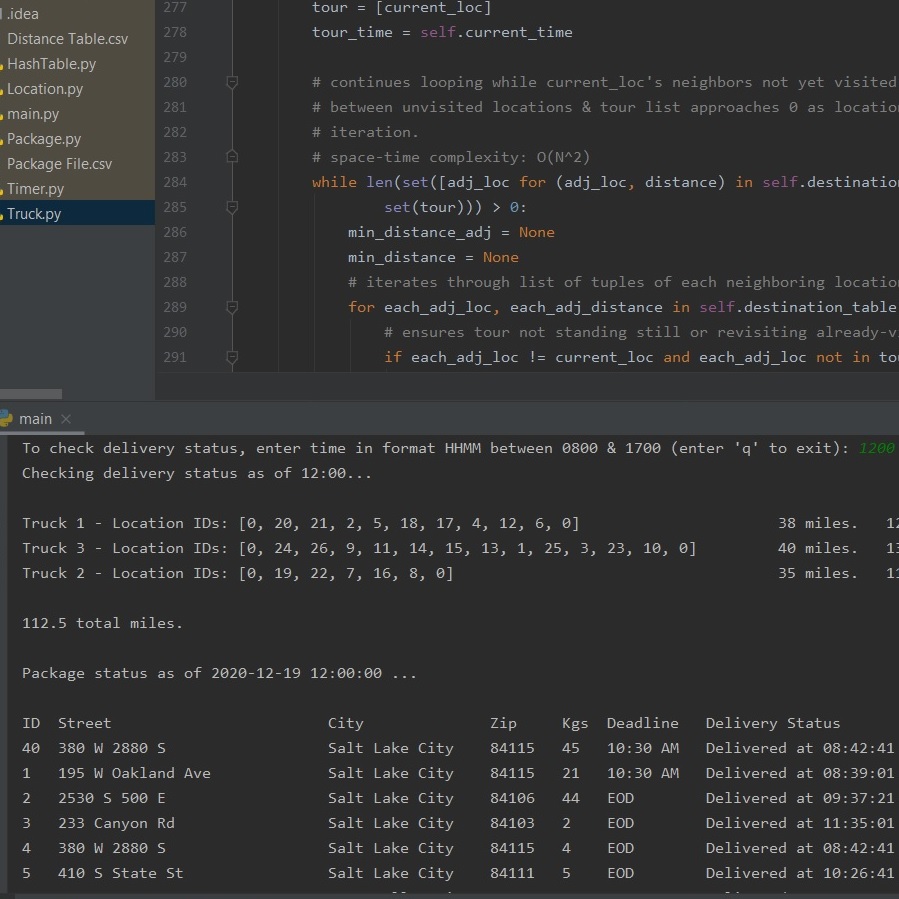 .idea
Distance Table.csv
HashTable.py
Location.py
main.py
Package.py
Package File.csv
Timer.py
Truck.py
277 tour = [current_loc]
278 tour_time = self.current_time
279
280 # continues looping while current_loc's neighbors not yet visited
281 # between unvisited locations & tour list approaches 0 as locatio
282 # iteration.
283 # space-time complexity: O(N^2)
284 while len(set([adj_loc for (adj_loc, distance) in self.destinatio
285 set(tour))) > 0:
286 min_distance_adj = None
287 min_distance = None
288 # iterates through list of tuples of each neighboring locatio
289 for each_adj_loc, each_adj_distance in self.destination_table
290 # ensures tour not standing still or revisiting already-v
291 if each_adj_loc != current_loc and each_adj_loc not in to
main
To check delivery status, enter time in format HHMM between 0800 & 1700 (enter 'q' to exit): 1200
Checking delivery status as of 12:00...
Truck 1 - Location IDs: [0, 20, 21, 2, 5, 18, 17, 4, 12, 6, 0] 38 miles. 12
Truck 3 - Location IDs: [0, 24, 26, 9, 11, 14, 15, 13, 1, 25, 3, 23, 10, 0] 40 miles. 13
Truck 2 - Location IDs: [0, 19, 22, 7, 16, 8, 0] 35 miles. 11
112.5 total miles.
Package status as of 2020-12-19 12:00:00 ...
ID Street City Zip Kgs Deadline Delivery Status
40 380 W 2880 S Salt Lake City 84115 45 10:30 AM Delivered at 08:42:41
1 195 W Oakland Ave Salt Lake City 84115 21 10:30 AM Delivered at 08:39:01
2 2530 S 500 E Salt Lake City 84106 44 EOD Delivered at 09:37:21
3 233 Canyon Rd Salt Lake City 84103 2 EOD Delivered at 11:35:01
4 380 W 2880 S Salt Lake City 84115 4 EOD Delivered at 08:42:41
5 410 S State St Salt Lake City 84111 5 EOD Delivered at 10:26:41